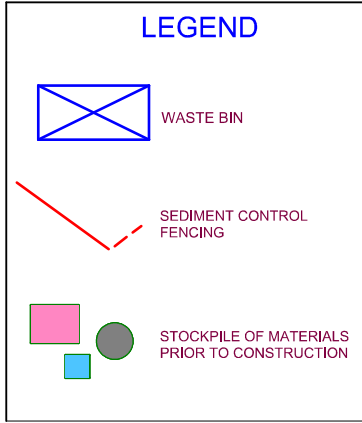 LEGEND
WASTE BIN
SEDIMENT CONTROL
FENCING
STOCKPILE OF MATERIALS
PRIOR TO CONSTRUCTION